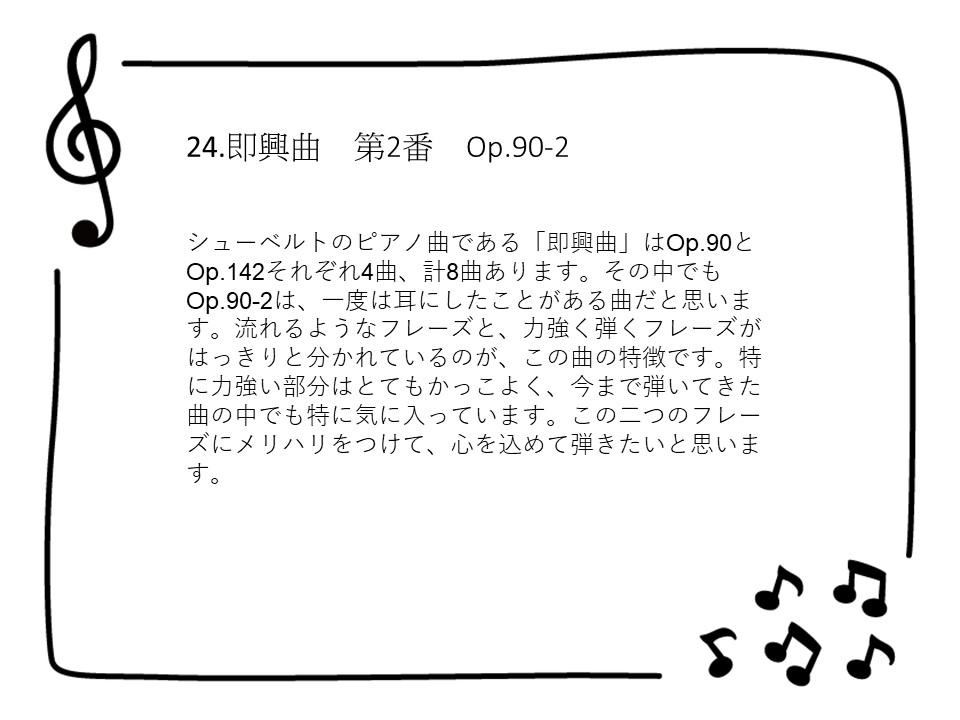 24.即興曲　第2番　Op.90-2
シューベルトのピアノ曲である「即興曲」はOp.90と
Op.142それぞれ4曲、計8曲あります。その中でも
Op.90-2は、一度は耳にしたことがある曲だと思いま
す。流れるようなフレーズと、力強く弾くフレーズが
はっきりと分かれているのが、この曲の特徴です。特
に力強い部分はとてもかっこよく、今まで弾いてきた
曲の中でも特に気に入っています。この二つのフレー
ズにメリハリをつけて、心を込めて弾きたいと思いま
す。